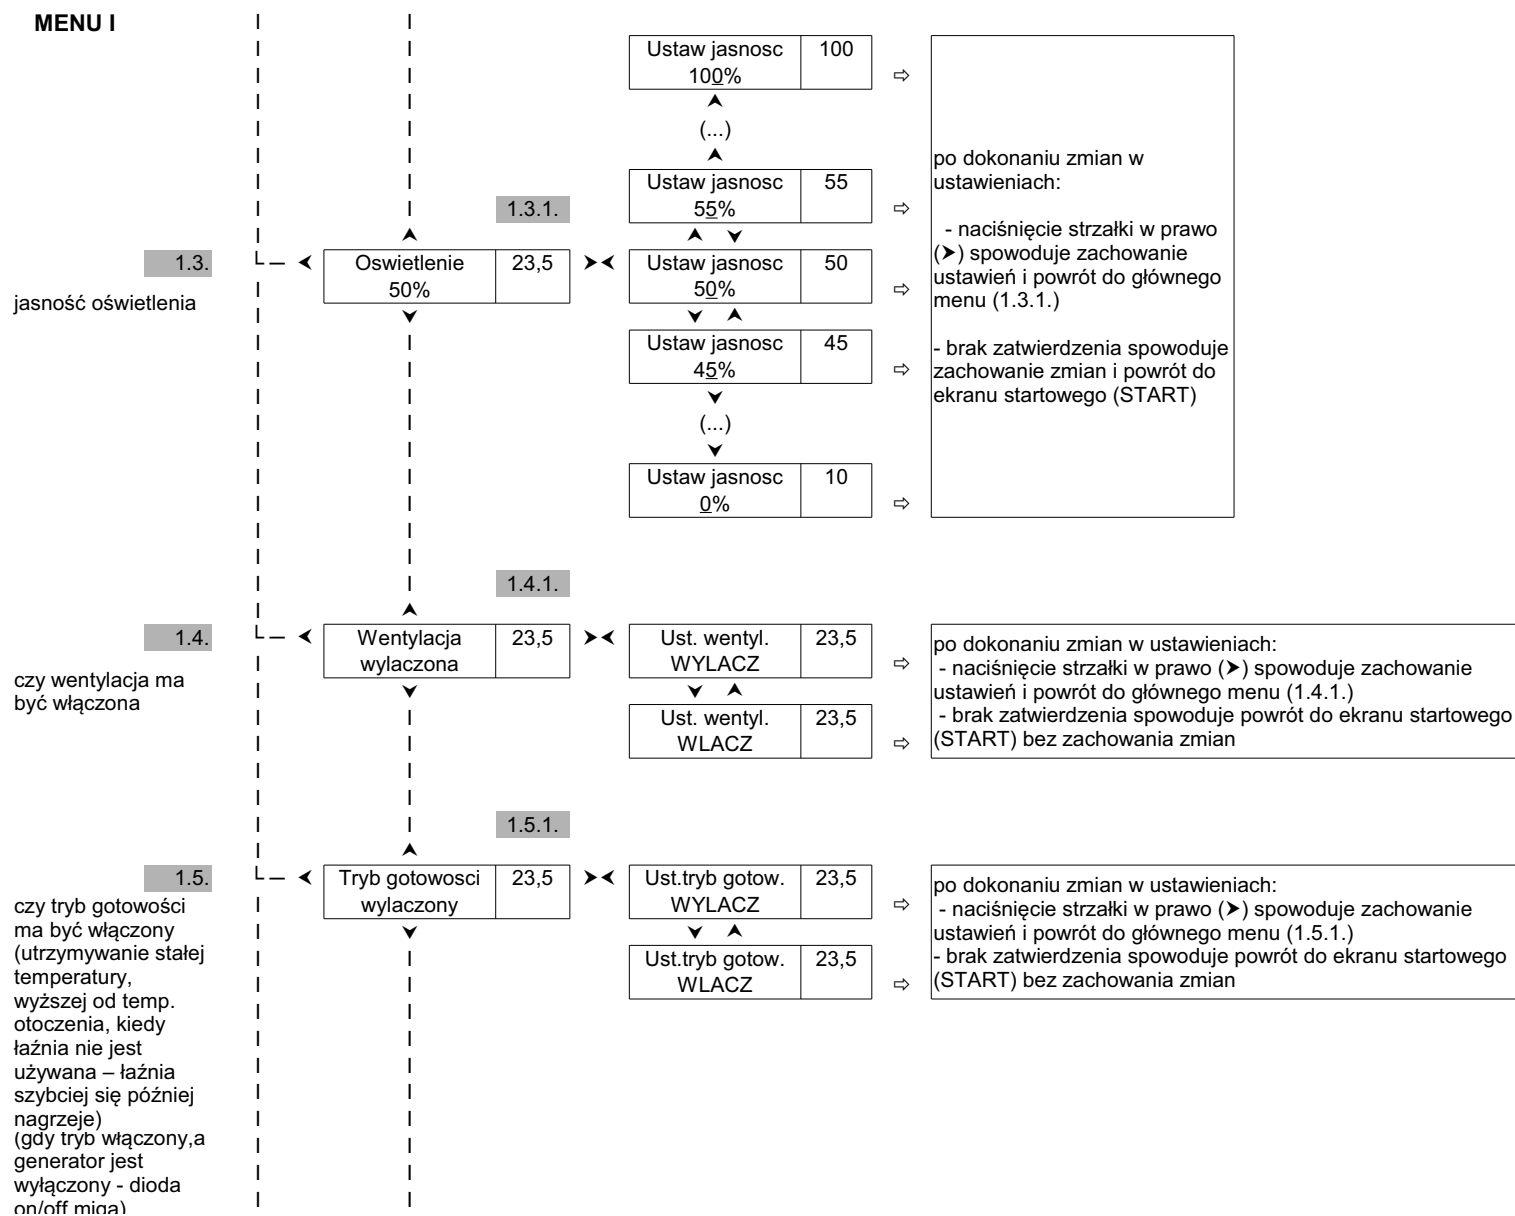 MENU I
Ustaw jasnosc 100
100%
(...)
Ustaw jasnosc 55
55%
1.3.1.
1.3.
jasność oświetlenia
Oswietlenie 23,5
50%
Ustaw jasnosc 50
50%
Ustaw jasnosc 45
45%
(...)
Ustaw jasnosc 10
0%
po dokonaniu zmian w
ustawieniach:
- naciśnięcie strzałki w prawo
(➤) spowoduje zachowanie
ustawień i powrót do głównego
menu (1.3.1.)
- brak zatwierdzenia spowoduje
zachowanie zmian i powrót do
ekranu startowego (START)
1.4.1.
1.4.
czy wentylacja ma
być włączona
Wentylacja 23,5
wylaczona
Ust. wentyl. 23,5
WYLACZ
Ust. wentyl. 23,5
WLACZ
po dokonaniu zmian w ustawieniach:
- naciśnięcie strzałki w prawo (➤) spowoduje zachowanie
ustawień i powrót do głównego menu (1.4.1.)
- brak zatwierdzenia spowoduje powrót do ekranu startowego
(START) bez zachowania zmian
1.5.1.
1.5.
czy tryb gotowości
ma być włączony
(utrzymywanie stałej
temperatury,
wyższej od temp.
otoczenia, kiedy
łaźnia nie jest
używana – łaźnia
szybciej się później
nagrzeje)
(gdy tryb włączony,a
generator jest
wyłączony - dioda
on/off miga)
Tryb gotowosci 23,5
wylaczony
Ust.tryb gotow. 23,5
WYLACZ
Ust.tryb gotow. 23,5
WLACZ
po dokonaniu zmian w ustawieniach:
- naciśnięcie strzałki w prawo (➤) spowoduje zachowanie
ustawień i powrót do głównego menu (1.5.1.)
- brak zatwierdzenia spowoduje powrót do ekranu startowego
(START) bez zachowania zmian